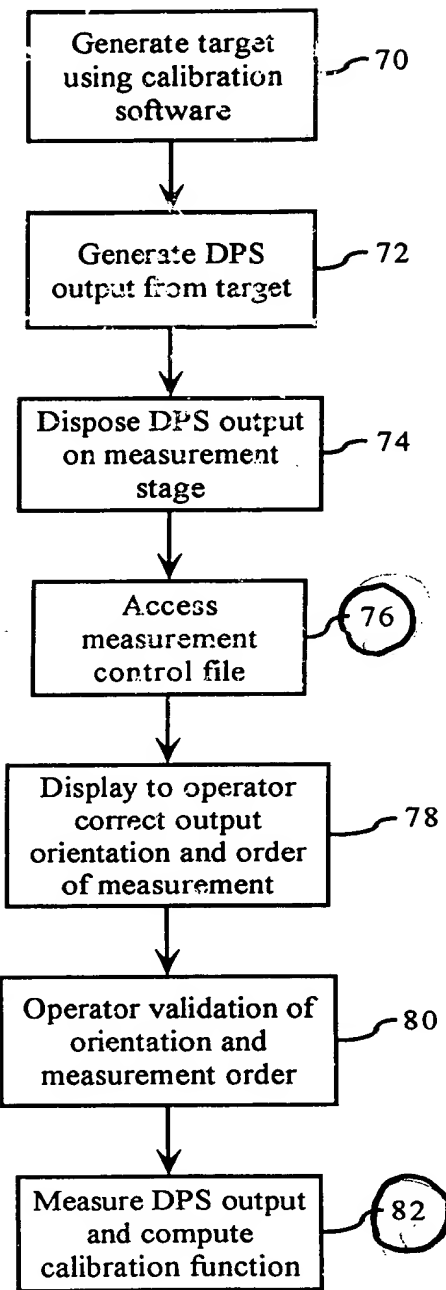 Generate target
using calibration
software
70
Generate DPS
output from target
72
Dispose DPS output
on measurement
stage
74
Access
measurement
control file
76
Display to operator
correct output
orientation and order
of measurement
78
Operator validation of
orientation and
measurement order
80
Measure DPS output
and compute
calibration function
82